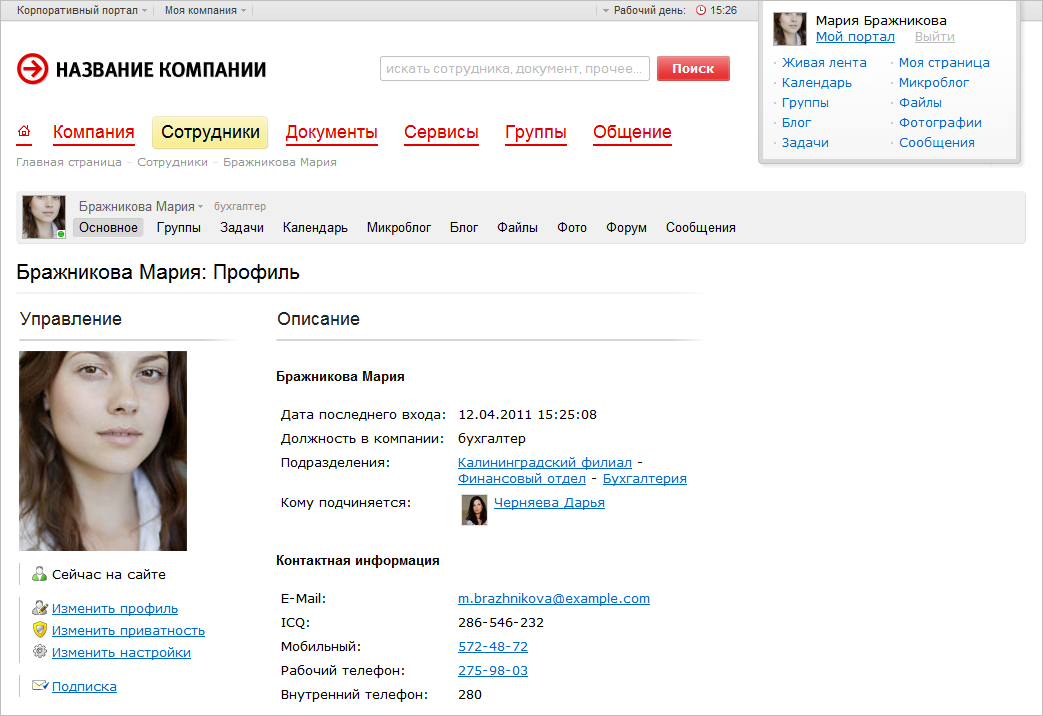 Корпоративный портал
Моя компания
Рабочий день: 15:26
Мария Бражникова
Мой портал Выйти
Живая лента Моя страница
Календарь Микроблог
Группы Файлы
Блог Фотографии
Задачи Сообщения
НАЗВАНИЕ КОМПАНИИ
искать сотрудника, документ, прочее...
Поиск
Компания Сотрудники Документы Сервисы Группы Общение
Главная страница – Сотрудники – Бражникова Мария
Бражникова Мария бухгалтер
Основное Группы Задачи Календарь Микроблог Блог Файлы Фото Форум Сообщения
Бражникова Мария: Профиль
Управление
Сейчас на сайте
Изменить профиль
Изменить приватность
Изменить настройки
Подписка
Описание
Бражникова Мария
Дата последнего входа: 12.04.2011 15:25:08
Должность в компании: бухгалтер
Подразделения: Калининградский филиал -
Финансовый отдел - Бухгалтерия
Кому подчиняется: Черняева Дарья
Контактная информация
E-Mail: m.brazhnikova@example.com
ICQ: 286-546-232
Мобильный: 572-48-72
Рабочий телефон: 275-98-03
Внутренний телефон: 280